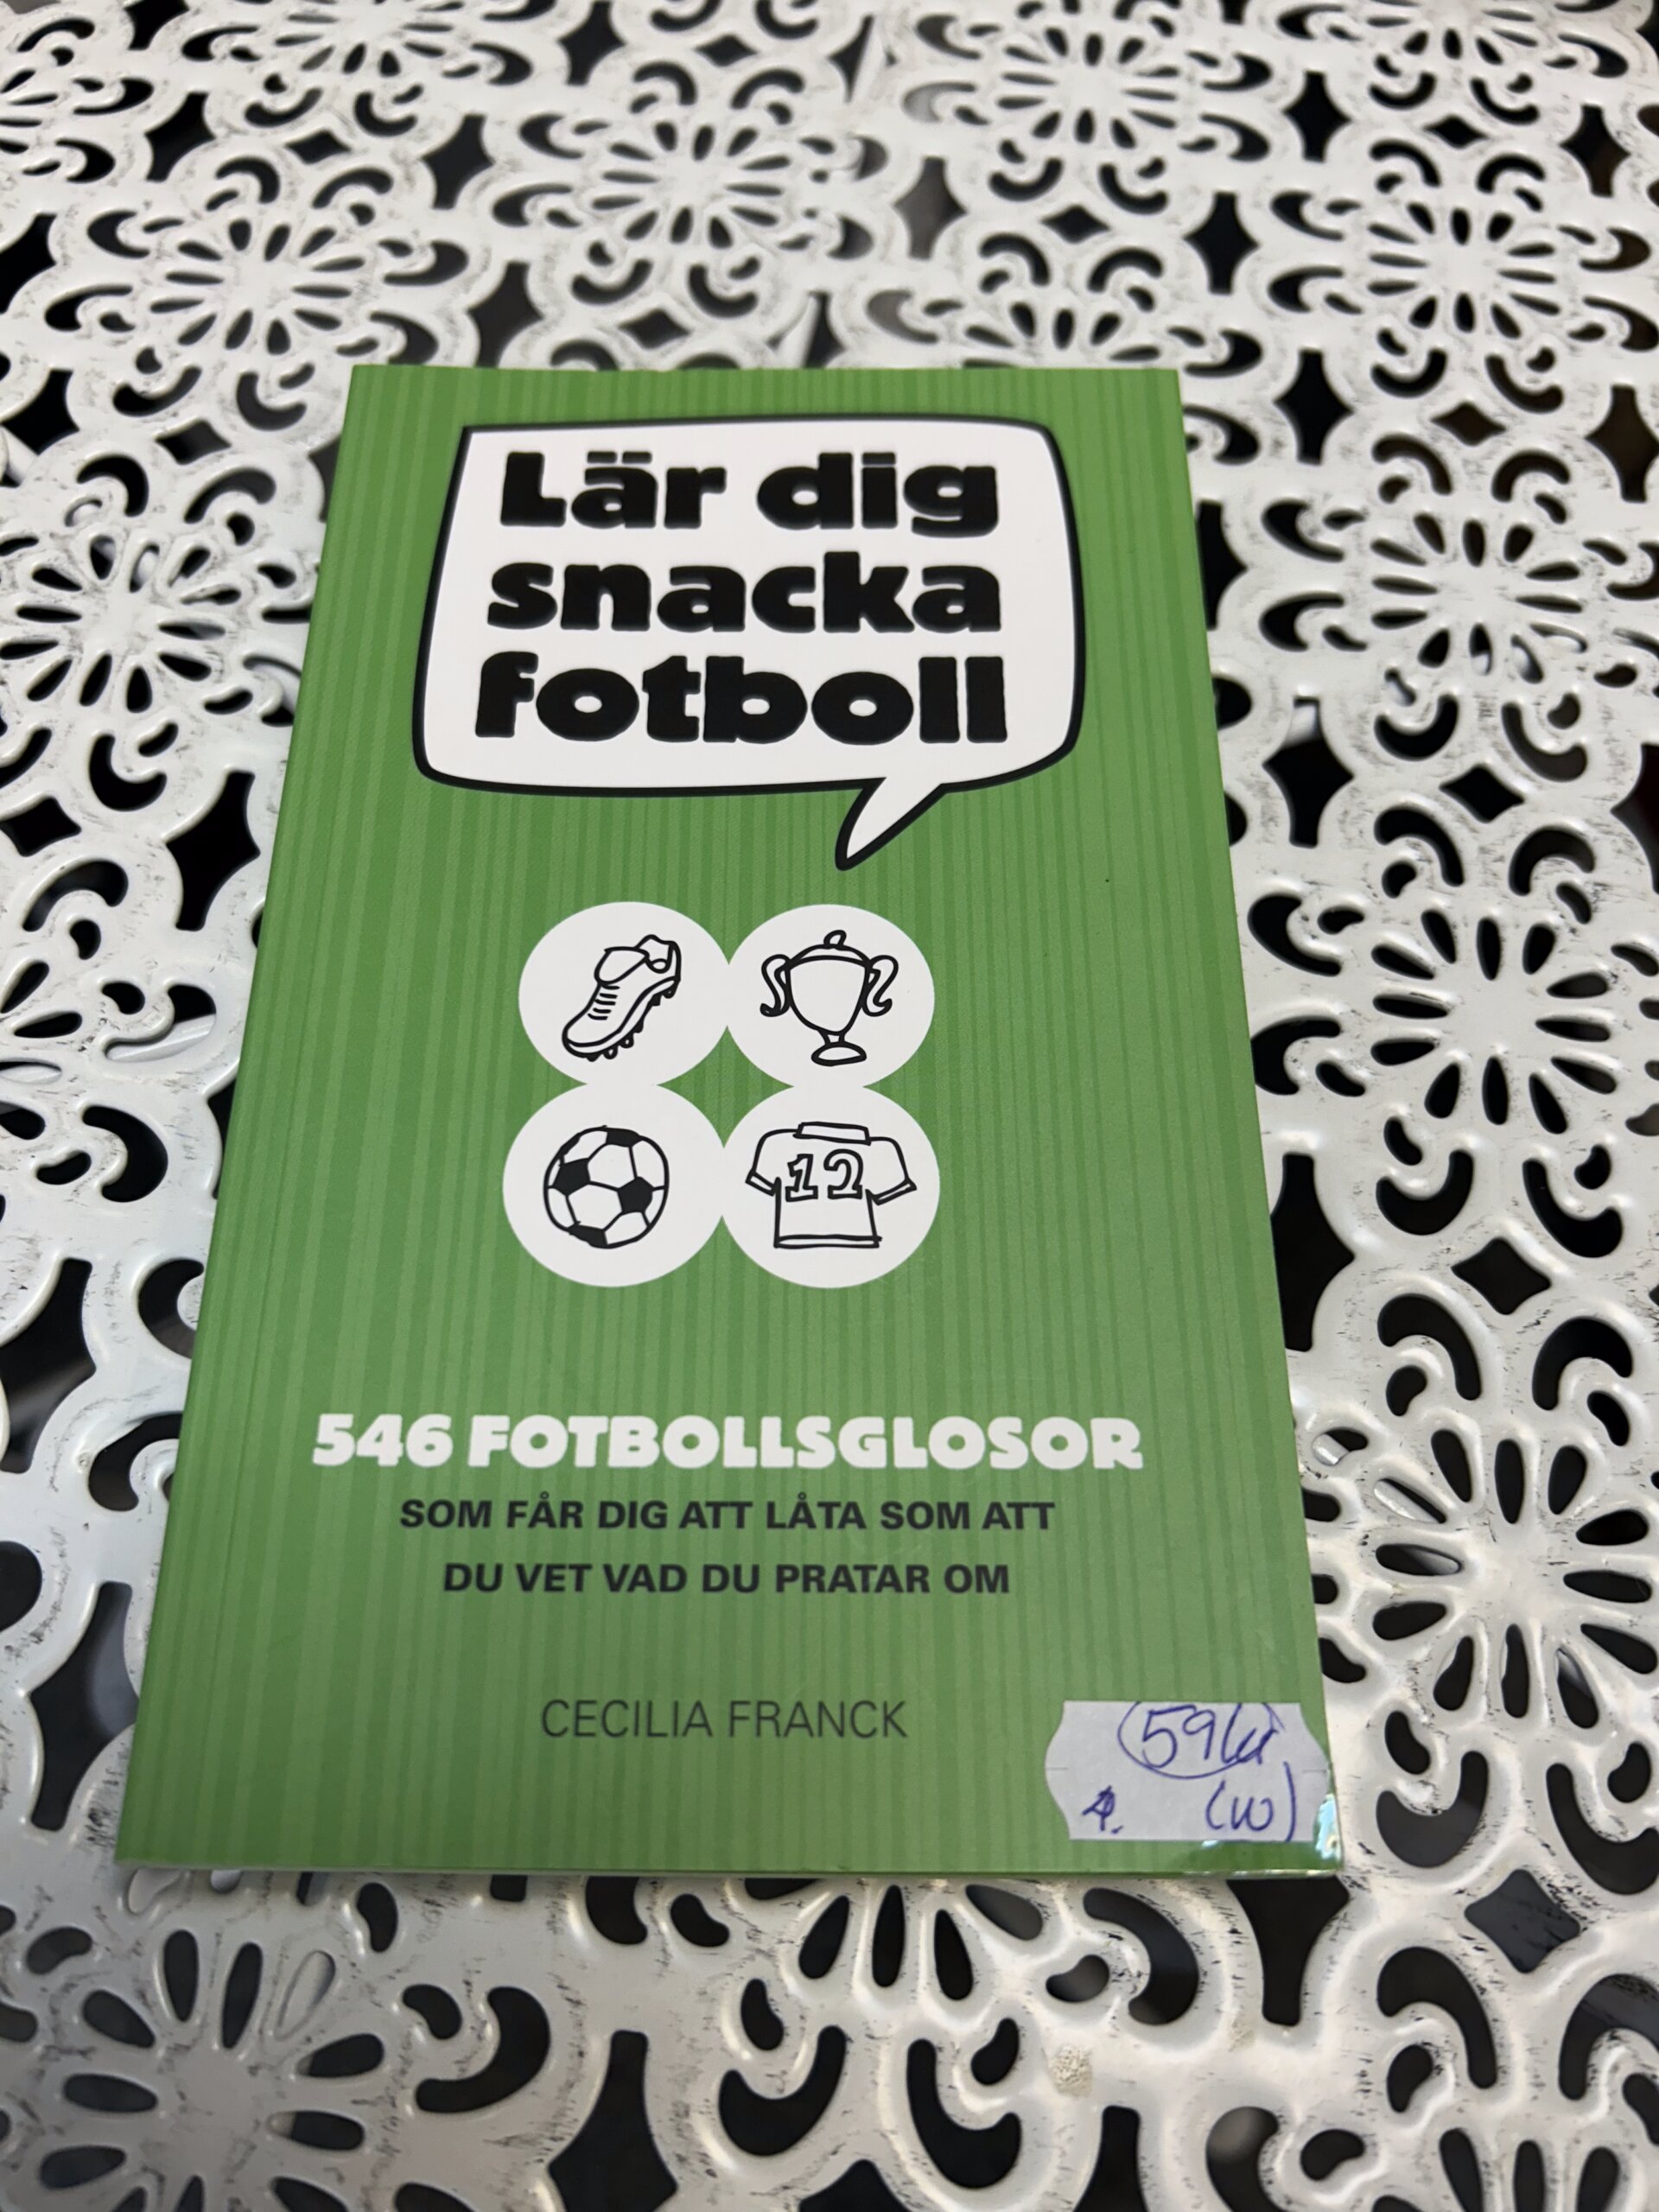 Lär dig
snacka
fotboll
12
546 FOTBOLLSGLOSOR
SOM FÅR DIG ATT LÅTA SOM ATT
DU VET VAD DU PRATAR OM
CECILIA FRANCK
59kr
(W)